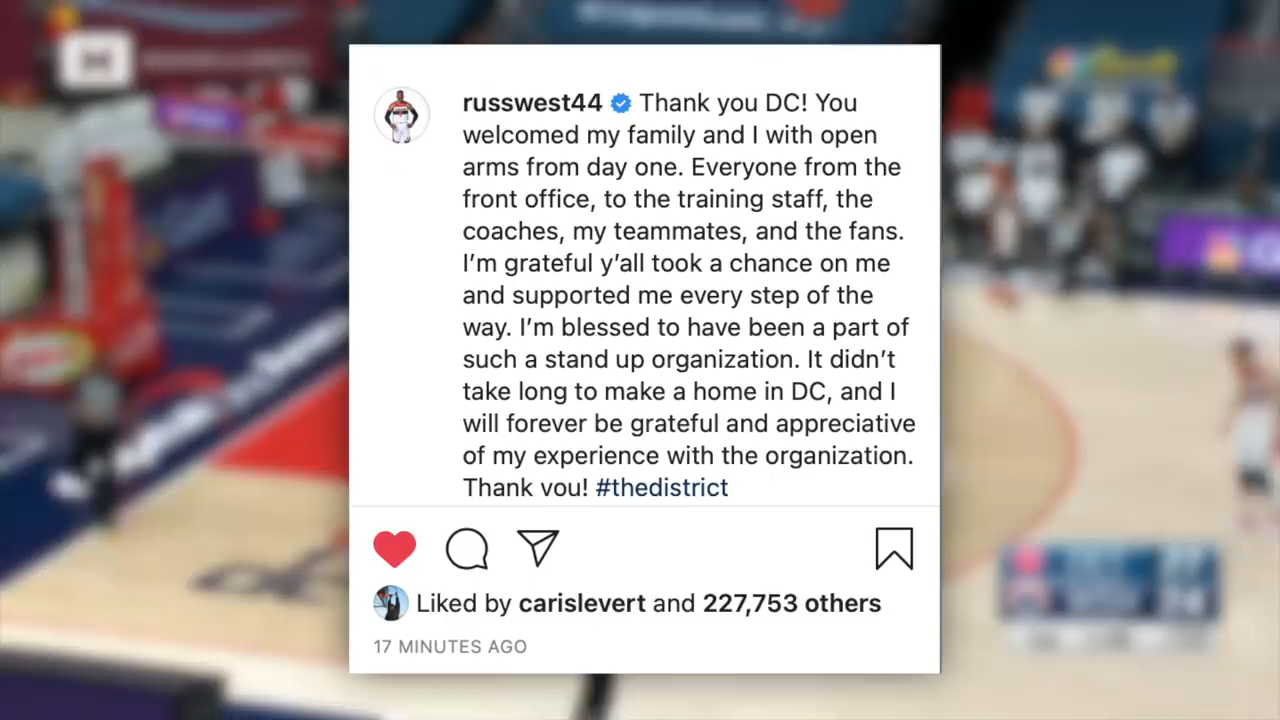 russwest44 Thank you DC! You
welcomed my family and I with open
arms from day one. Everyone from the
front office, to the training staff, the
coaches, my teammates, and the fans.
I'm grateful y'all took a chance on me
and supported me every step of the
way. I'm blessed to have been a part of
such a stand up organization. It didn't
take long to make a home in DC, and I
will forever be grateful and appreciative
of my experience with the organization.
Thank you! #thedistrict
Liked by carislevert and 227,753 others
17 MINUTES AGO